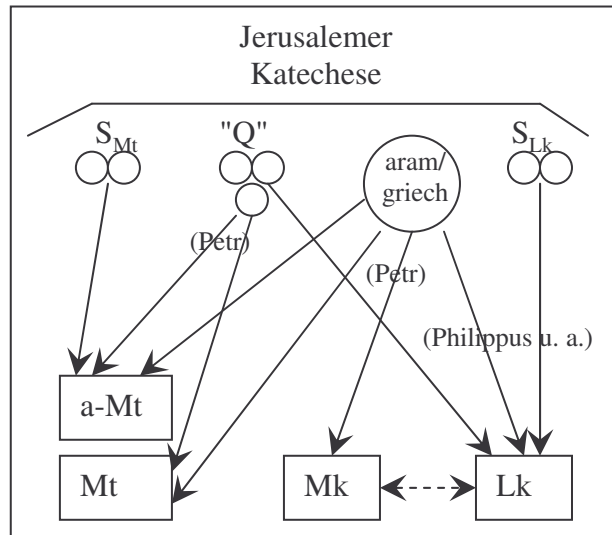 Jerusalemer
Katechese
S_Mt "Q" S_Lk
aram/
griech
(Petr) (Petr)
(Philippus u. a.)
a-Mt
Mt Mk Lk